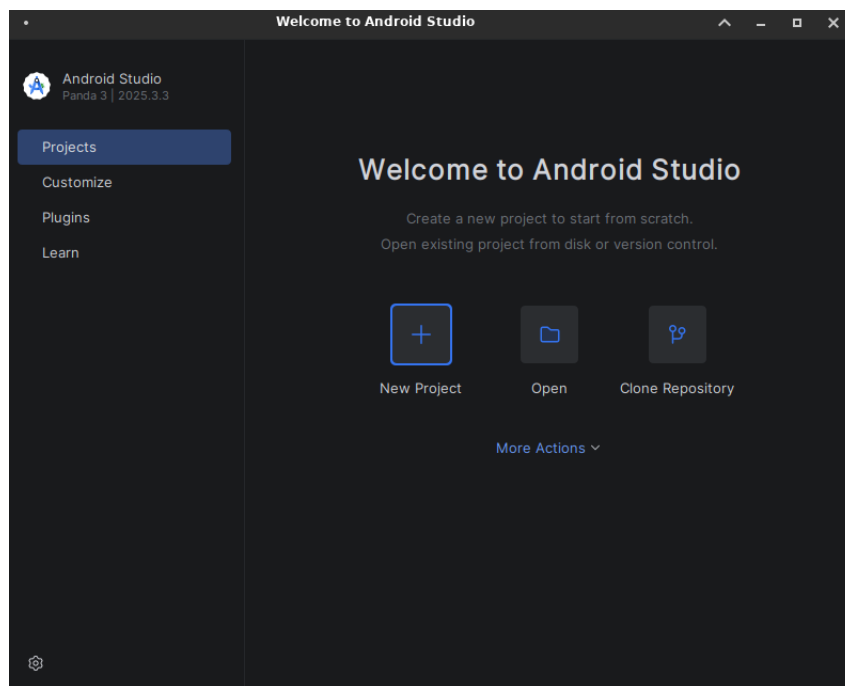 Welcome to Android Studio
Android Studio
Panda 3 | 2025.3.3
Projects
Customize
Plugins
Learn
Welcome to Android Studio
Create a new project to start from scratch.
Open existing project from disk or version control.
New Project
Open
Clone Repository
More Actions